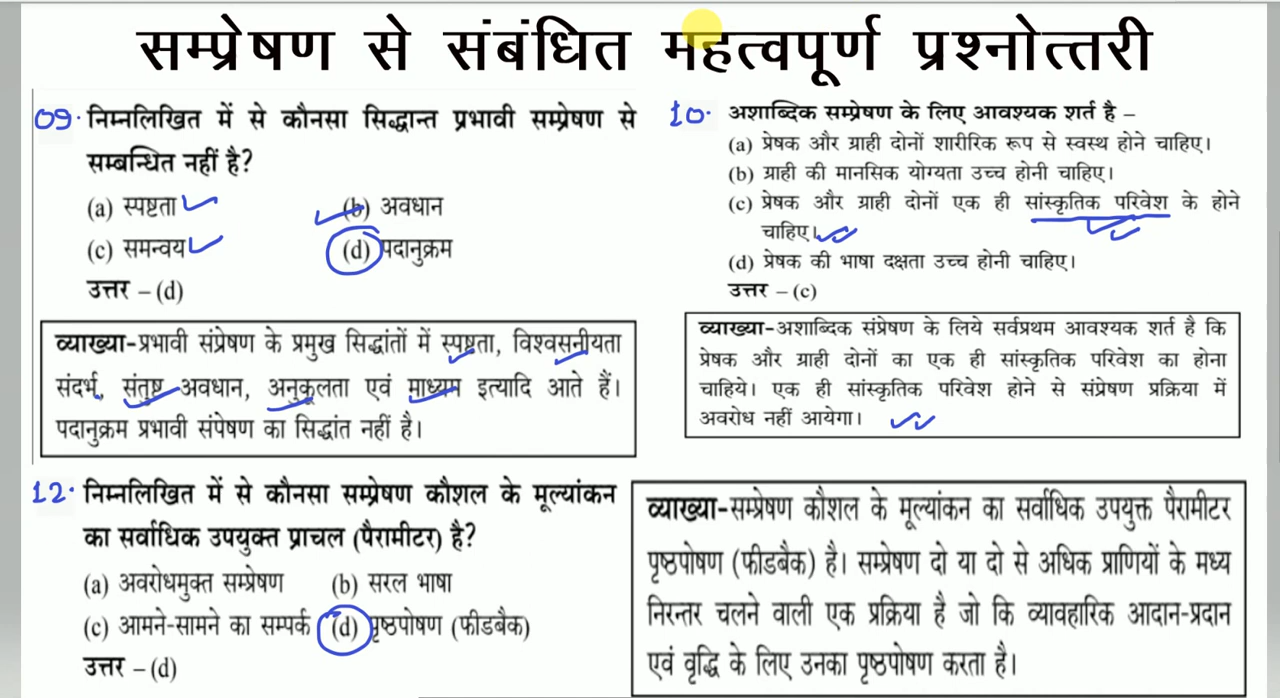 सम्प्रेषण से संबंधित महत्वपूर्ण प्रश्नोत्तरी
09. निम्नलिखित में से कौनसा सिद्धान्त प्रभावी सम्प्रेषण से
सम्बन्धित नहीं है?
(a) स्पष्टता (b) अवधान
(c) समन्वय (d) पदानुक्रम
उत्तर – (d)
व्याख्या-प्रभावी संप्रेषण के प्रमुख सिद्धांतों में स्पष्टता, विश्वसनीयता
संदर्भ, संतुष्ट अवधान, अनुकूलता एवं माध्यम इत्यादि आते हैं।
पदानुक्रम प्रभावी संपेषण का सिद्धांत नहीं है।
10. अशाब्दिक सम्प्रेषण के लिए आवश्यक शर्त है –
(a) प्रेषक और ग्राही दोनों शारीरिक रूप से स्वस्थ होने चाहिए।
(b) ग्राही की मानसिक योग्यता उच्च होनी चाहिए।
(c) प्रेषक और ग्राही दोनों एक ही सांस्कृतिक परिवेश के होने
चाहिए।
(d) प्रेषक की भाषा दक्षता उच्च होनी चाहिए।
उत्तर – (c)
व्याख्या-अशाब्दिक संप्रेषण के लिये सर्वप्रथम आवश्यक शर्त है कि
प्रेषक और ग्राही दोनों का एक ही सांस्कृतिक परिवेश का होना
चाहिये। एक ही सांस्कृतिक परिवेश होने से संप्रेषण प्रक्रिया में
अवरोध नहीं आयेगा।
12. निम्नलिखित में से कौनसा सम्प्रेषण कौशल के मूल्यांकन
का सर्वाधिक उपयुक्त प्राचल (पैरामीटर) है?
(a) अवरोधमुक्त सम्प्रेषण (b) सरल भाषा
(c) आमने-सामने का सम्पर्क (d) पृष्ठपोषण (फीडबैक)
उत्तर – (d)
व्याख्या-सम्प्रेषण कौशल के मूल्यांकन का सर्वाधिक उपयुक्त पैरामीटर
पृष्ठपोषण (फीडबैक) है। सम्प्रेषण दो या दो से अधिक प्राणियों के मध्य
निरन्तर चलने वाली एक प्रक्रिया है जो कि व्यावहारिक आदान-प्रदान
एवं वृद्धि के लिए उनका पृष्ठपोषण करता है।